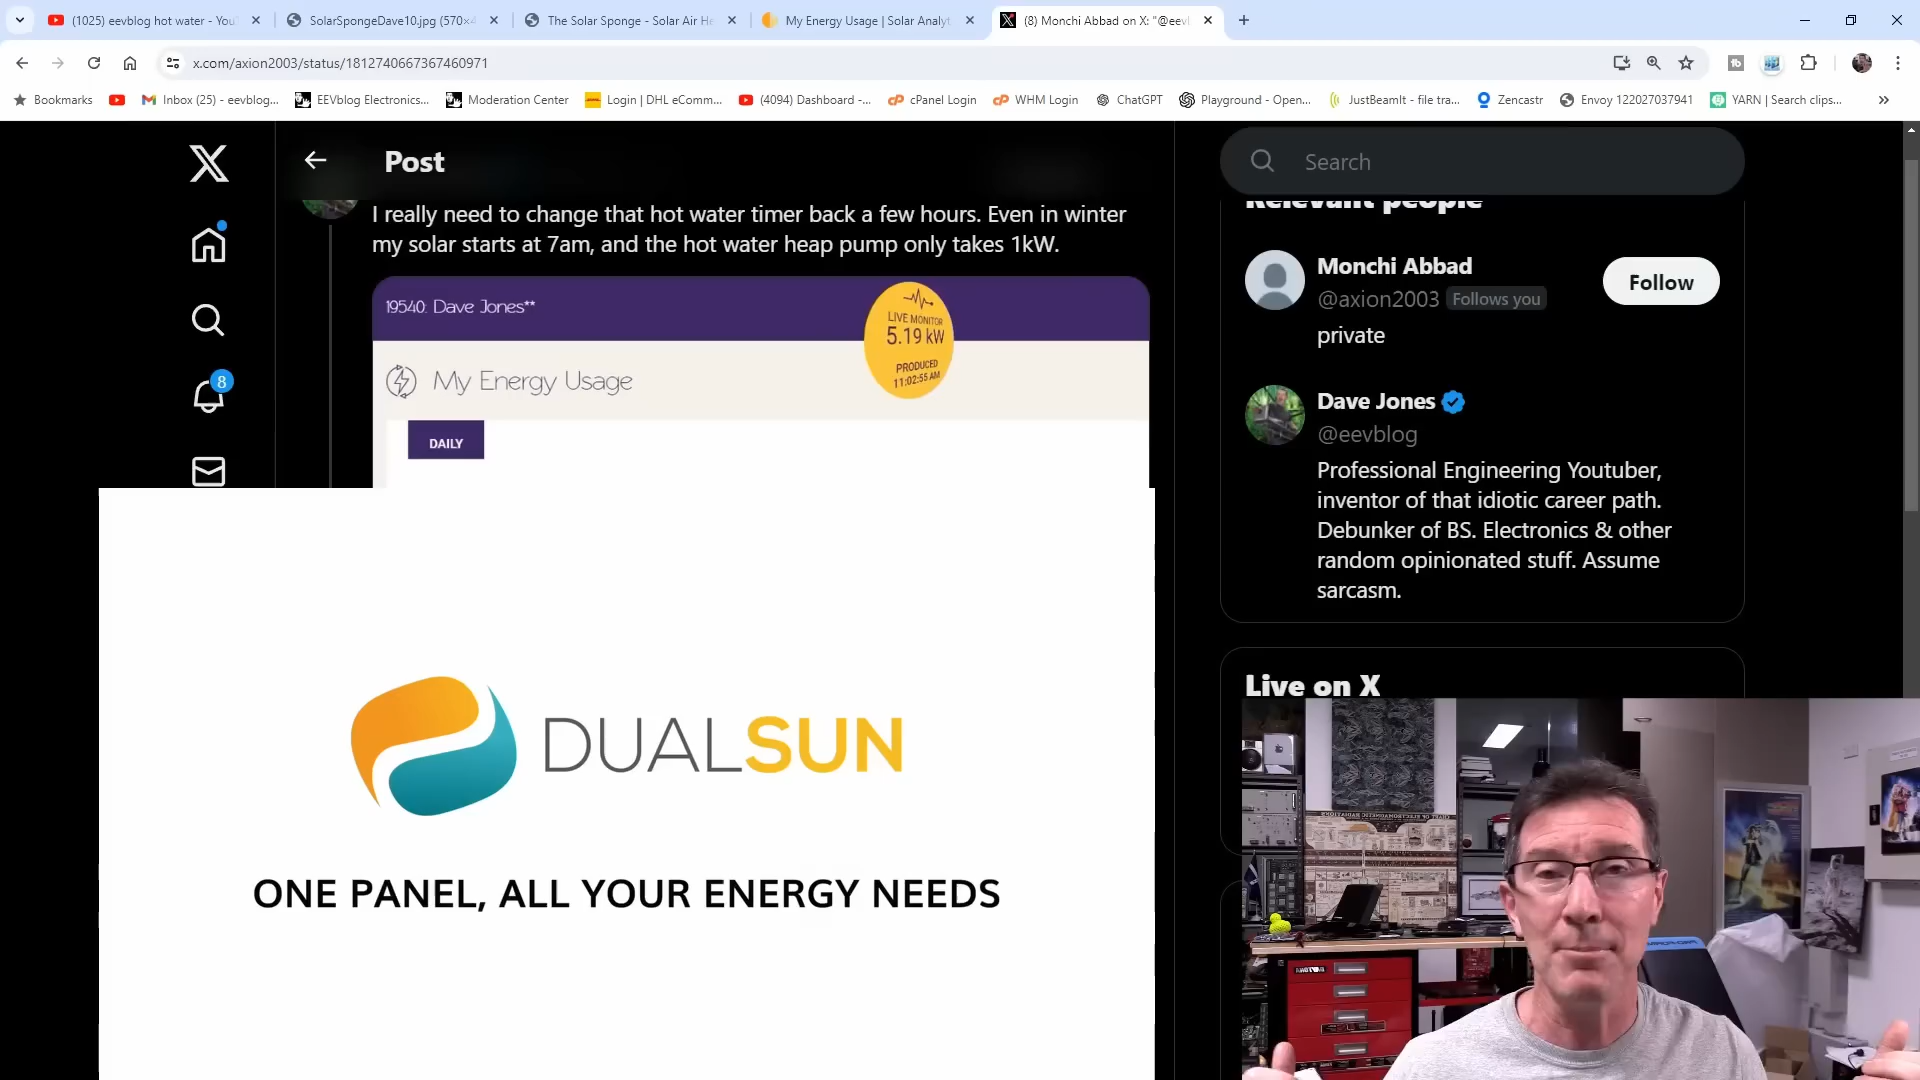 (1025) eevblog hot water - You
SolarSpongeDave10.jpg (570×4
The Solar Sponge - Solar Air He
My Energy Usage | Solar Analyt
(8) Monchi Abbad on X: "@eevb
x.com/axion2003/status/1812740667367460971
Bookmarks
Inbox (25) - eevblog...
EEVblog Electronics...
Moderation Center
Login | DHL eComm...
(4094) Dashboard -...
cPanel Login
WHM Login
ChatGPT
Playground - Open...
JustBeamIt - file tra...
Zencastr
Envoy 122027037941
YARN | Search clips...
Post
Search
I really need to change that hot water timer back a few hours. Even in winter
my solar starts at 7am, and the hot water heap pump only takes 1kW.
19540: Dave Jones**
LIVE MONITOR
5.19 kW
PRODUCED
11:02:55 AM
My Energy Usage
DAILY
8
DUALSUN
ONE PANEL, ALL YOUR ENERGY NEEDS
Relevant people
Monchi Abbad
Follow
@axion2003 Follows you
private
Dave Jones
@eevblog
Professional Engineering Youtuber,
inventor of that idiotic career path.
Debunker of BS. Electronics & other
random opinionated stuff. Assume
sarcasm.
Live on X